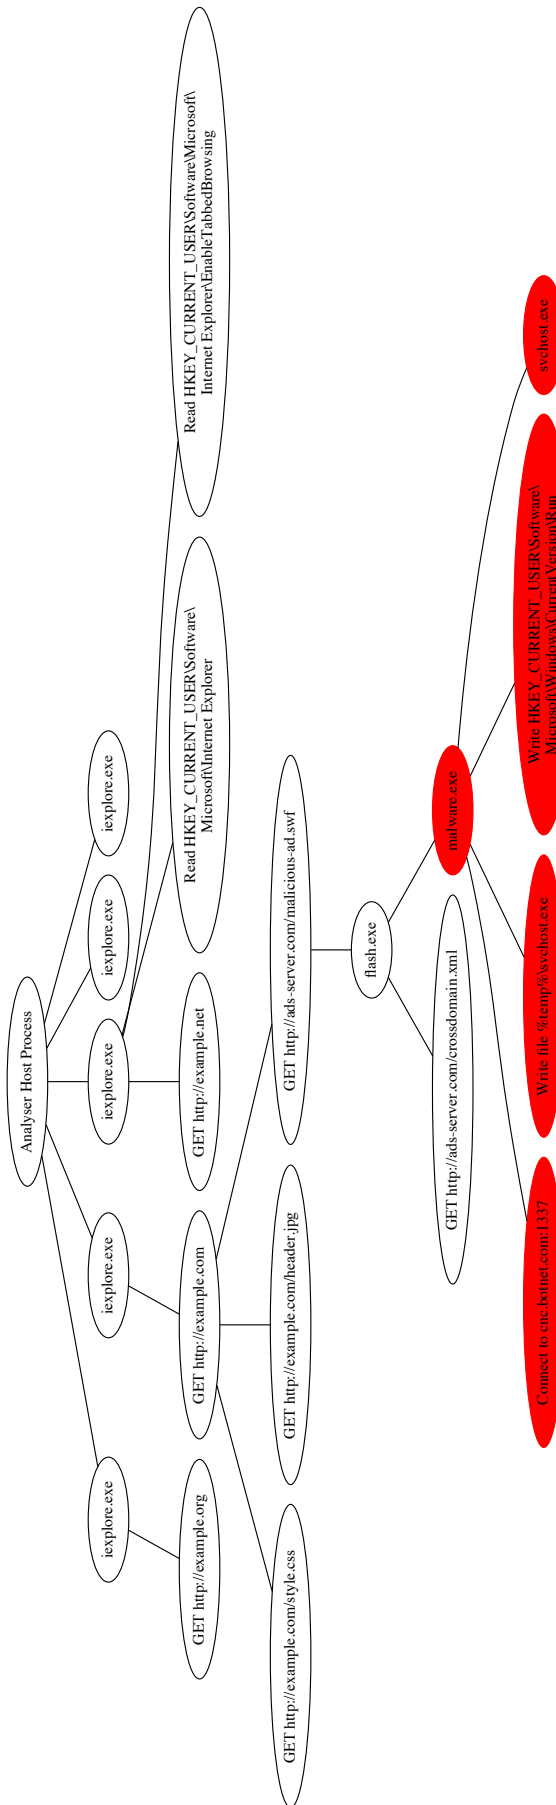 Analyser Host Process
iexplore.exe
iexplore.exe
iexplore.exe
iexplore.exe
iexplore.exe
GET http://example.org
GET http://example.com
GET http://example.net
Read HKEY_CURRENT_USER\Software\
Microsoft\Internet Explorer
Read HKEY_CURRENT_USER\Software\Microsoft\
Internet Explorer\EnableTabbedBrowsing
GET http://example.com/style.css
GET http://example.com/header.jpg
GET http://ads-server.com/malicious-ad.swf
flash.exe
GET http://ads-server.com/crossdomain.xml
malware.exe
Connect to cnc.botnet.com:1337
Write file %temp%\svchost.exe
Write HKEY_CURRENT_USER\Software\
Microsoft\Windows\CurrentVersion\Run
svchost.exe